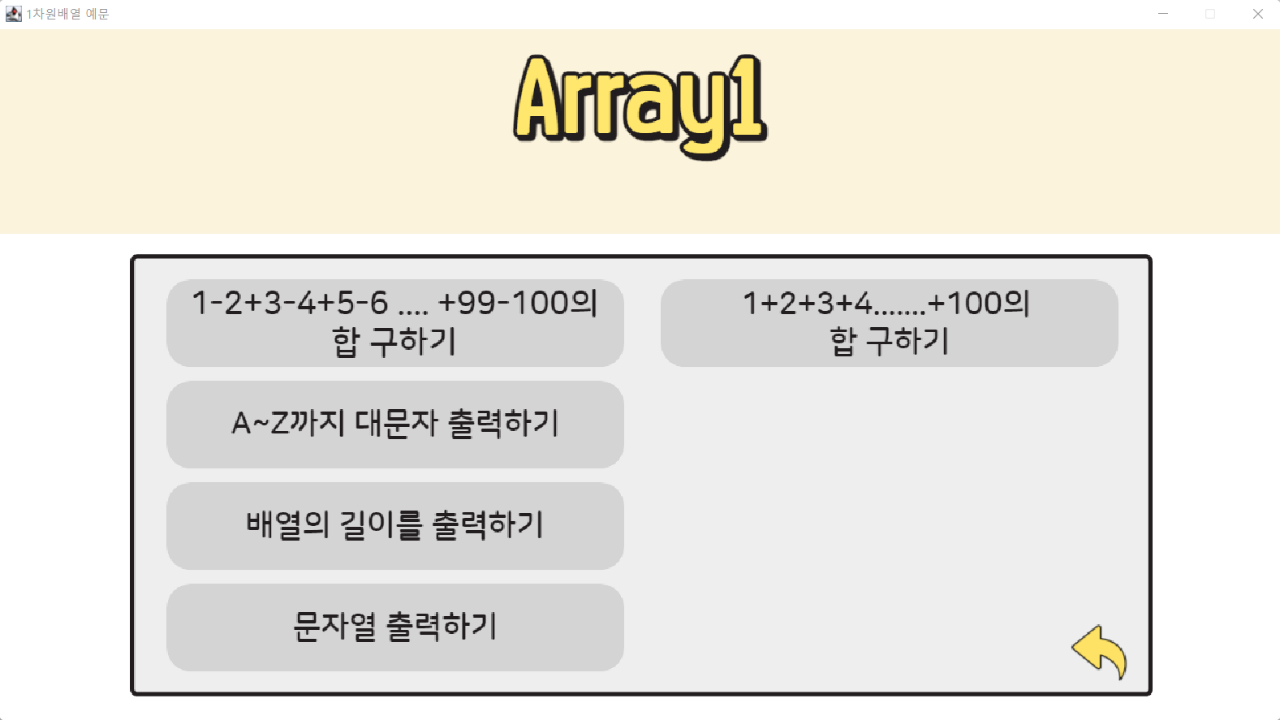 1차원배열 예문
Array1
1-2+3-4+5-6 .... +99-100의
합 구하기
1+2+3+4.......+100의
합 구하기
A~Z까지 대문자 출력하기
배열의 길이를 출력하기
문자열 출력하기